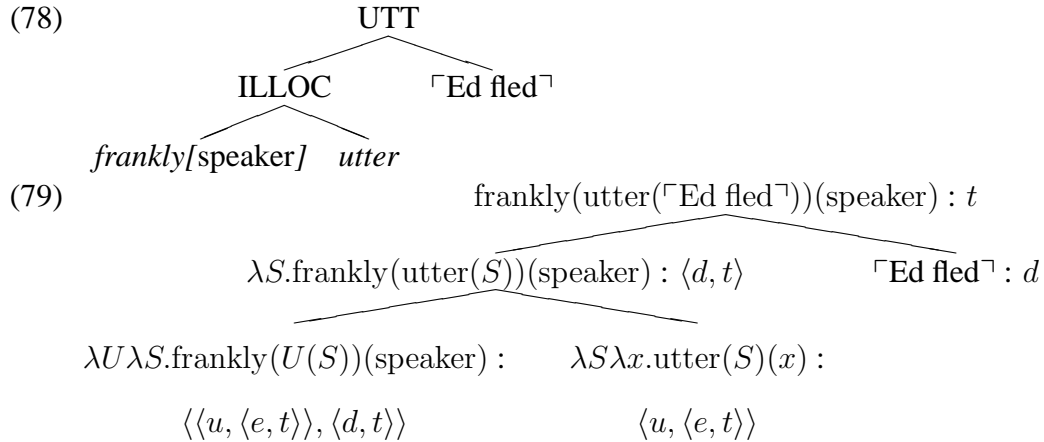 (78) UTT
ILLOC ⌜Ed fled⌝
frankly[speaker] utter
(79) frankly(utter(⌜Ed fled⌝))(speaker) : t
λS.frankly(utter(S))(speaker) : ⟨d, t⟩ ⌜Ed fled⌝ : d
λUλS.frankly(U(S))(speaker) : λSλx.utter(S)(x) :
⟨⟨u, ⟨e, t⟩⟩, ⟨d, t⟩⟩ ⟨u, ⟨e, t⟩⟩